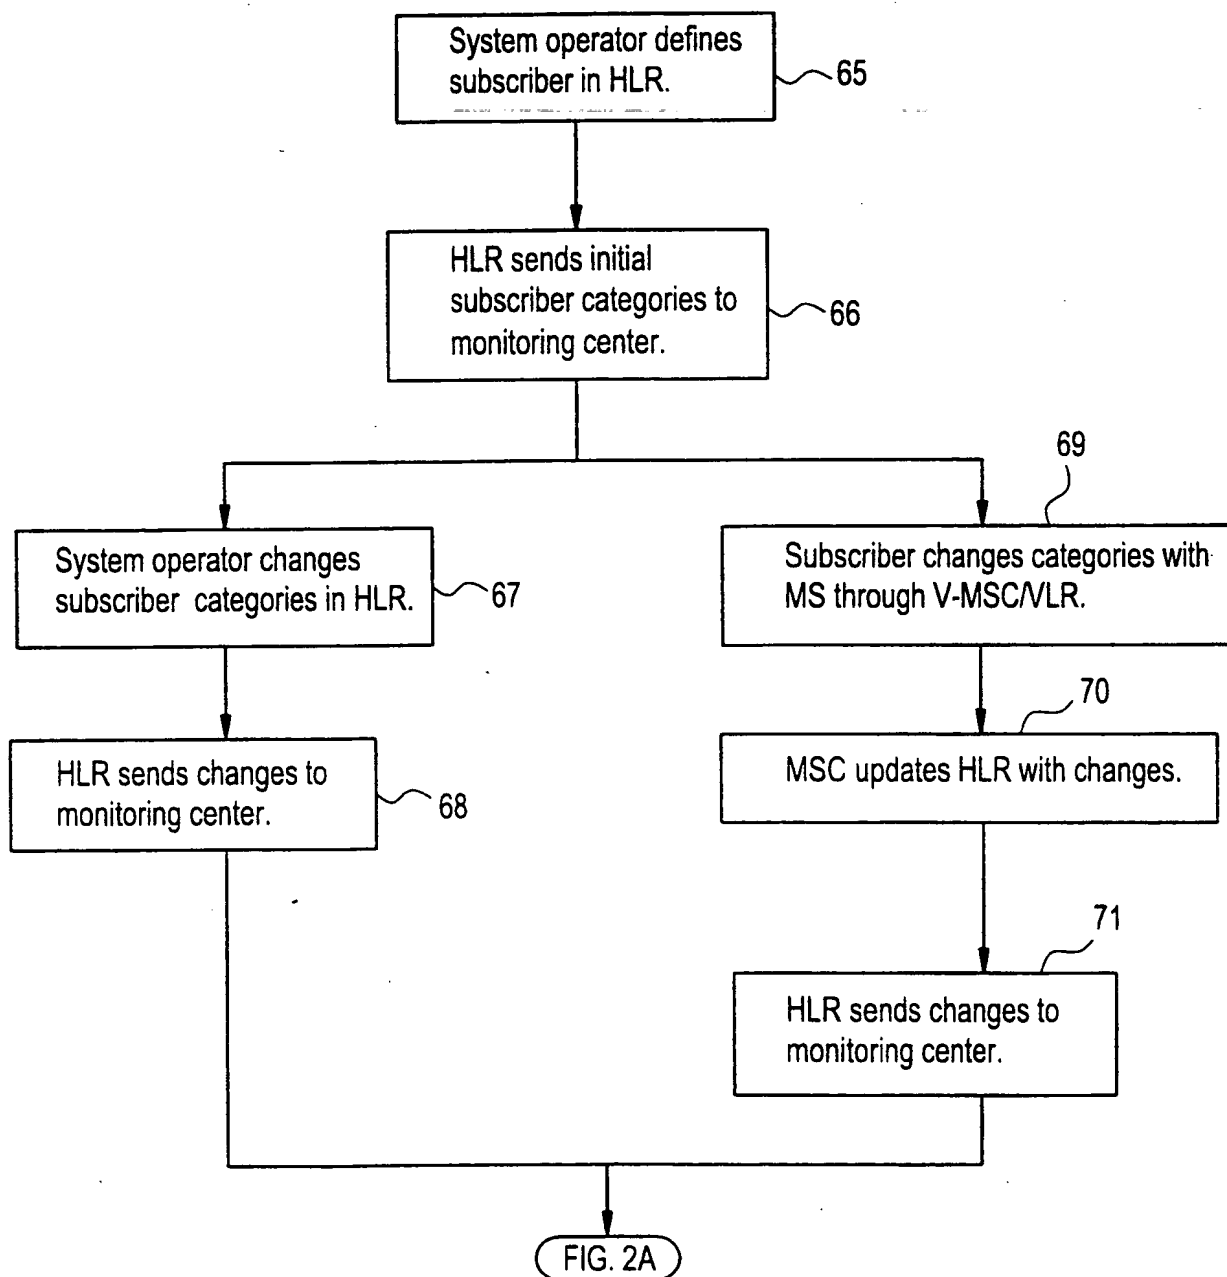 System operator defines
subscriber in HLR.
65
HLR sends initial
subscriber categories to
monitoring center.
66
System operator changes
subscriber categories in HLR.
67
HLR sends changes to
monitoring center.
68
69
Subscriber changes categories with
MS through V-MSC/VLR.
70
MSC updates HLR with changes.
71
HLR sends changes to
monitoring center.
FIG. 2A